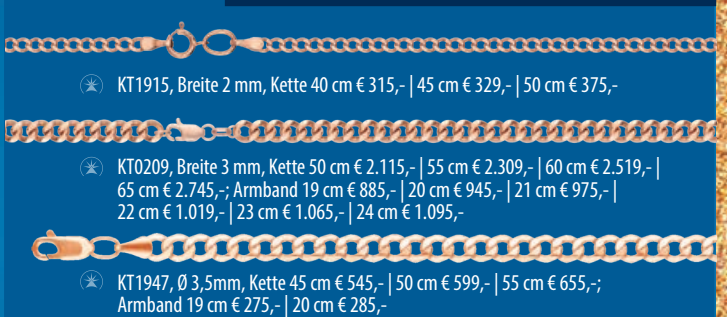 KT1915, Breite 2 mm, Kette 40 cm € 315,- | 45 cm € 329,- | 50 cm € 375,-
KT0209, Breite 3 mm, Kette 50 cm € 2.115,- | 55 cm € 2.309,- | 60 cm € 2.519,- |
65 cm € 2.745,-; Armband 19 cm € 885,- | 20 cm € 945,- | 21 cm € 975,- |
22 cm € 1.019,- | 23 cm € 1.065,- | 24 cm € 1.095,-
KT1947, Ø 3,5mm, Kette 45 cm € 545,- | 50 cm € 599,- | 55 cm € 655,-;
Armband 19 cm € 275,- | 20 cm € 285,-